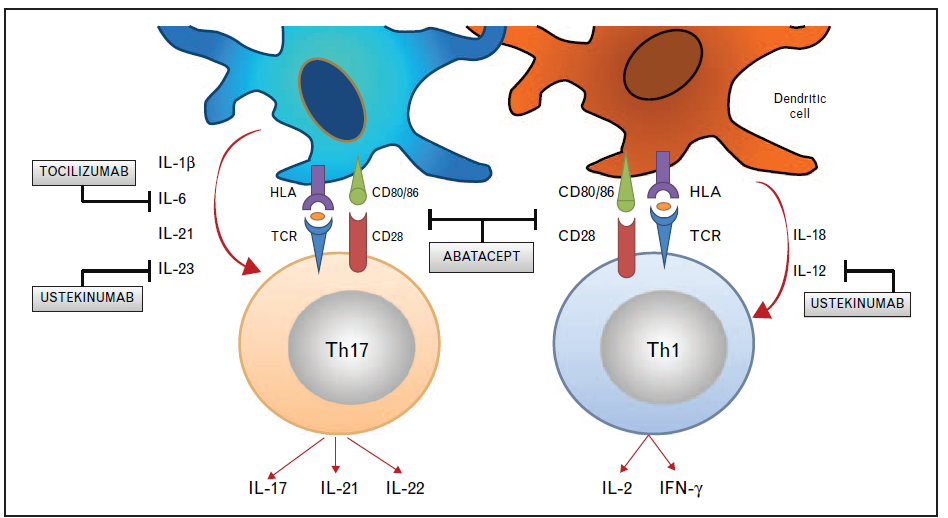 Dendritic
cell
TOCILIZUMAB
IL-1β
IL-6
IL-21
IL-23
USTEKINUMAB
HLA
CD80/86
TCR
CD28
ABATACEPT
CD80/86
HLA
CD28
TCR
IL-18
IL-12
USTEKINUMAB
Th17
Th1
IL-17
IL-21
IL-22
IL-2
IFN-γ